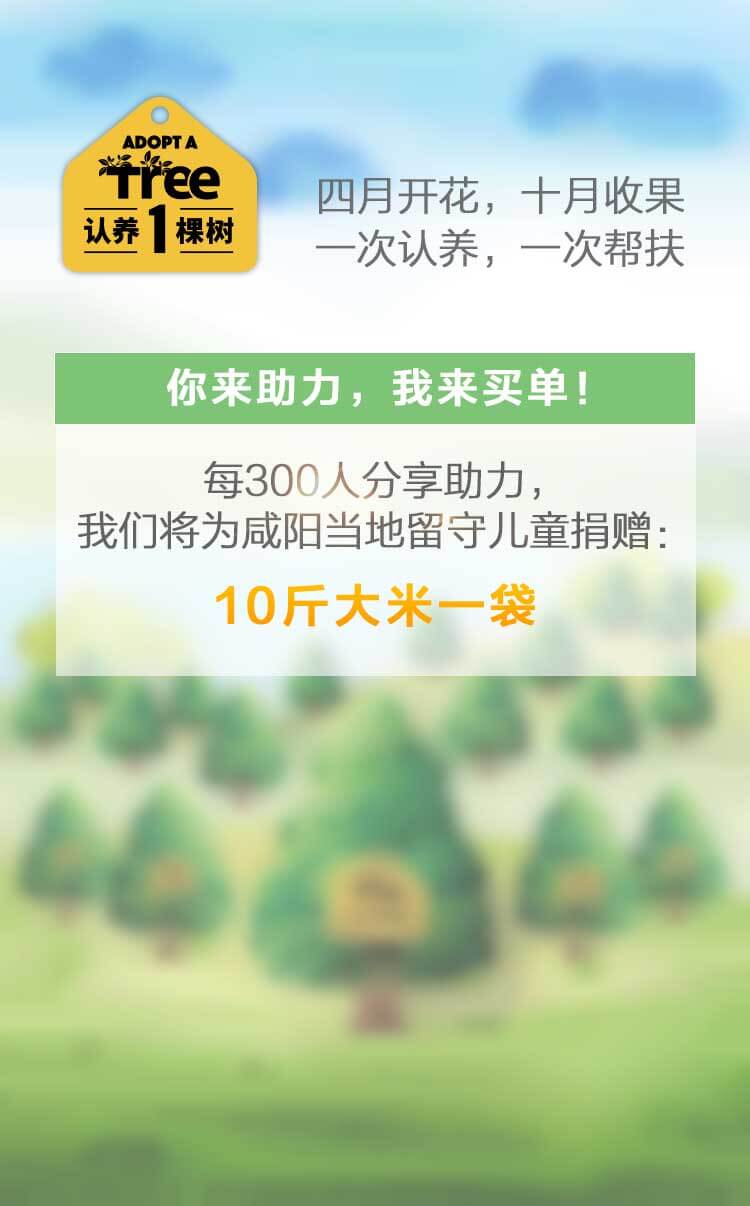 ADOPT A
Tree
认养1棵树
四月开花，十月收果
一次认养，一次帮扶
你来助力，我来买单！
每300人分享助力，
我们将为咸阳当地留守儿童捐赠：
10斤大米一袋